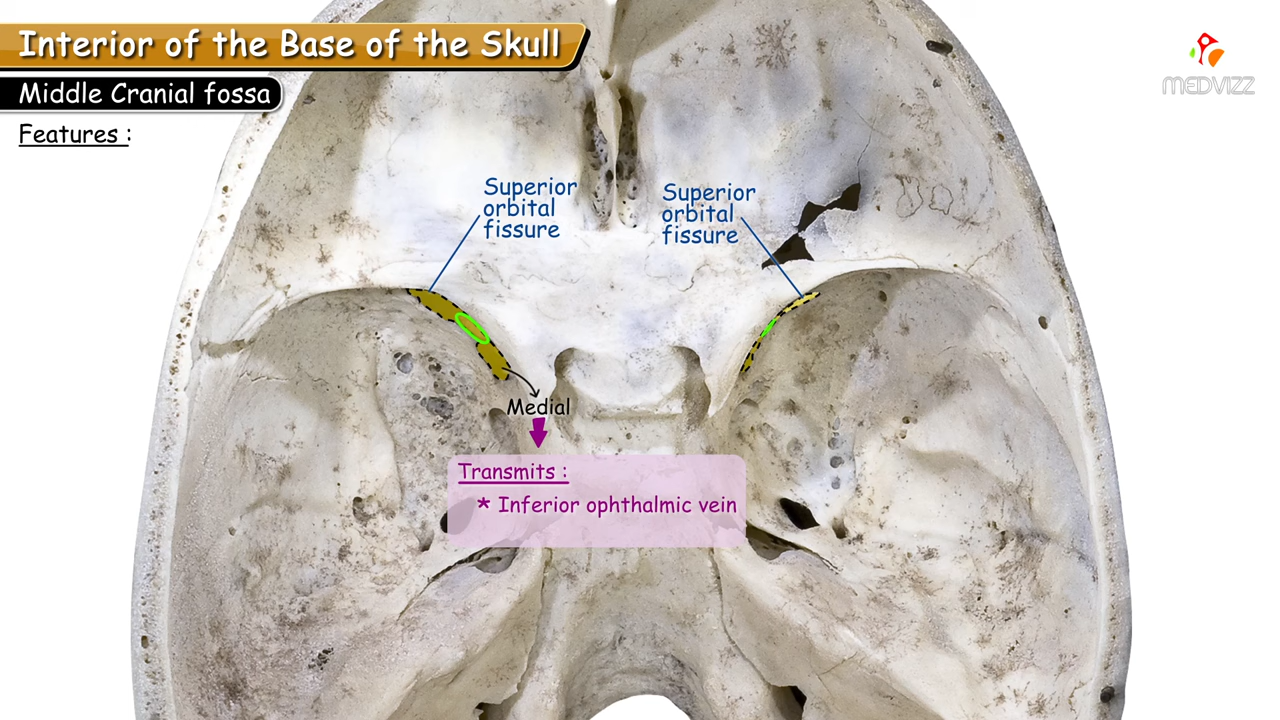 Interior of the Base of the Skull
Middle Cranial fossa
Features :
MEDVIZZ
Superior
orbital
fissure
Superior
orbital
fissure
Medial
Transmits :
* Inferior ophthalmic vein